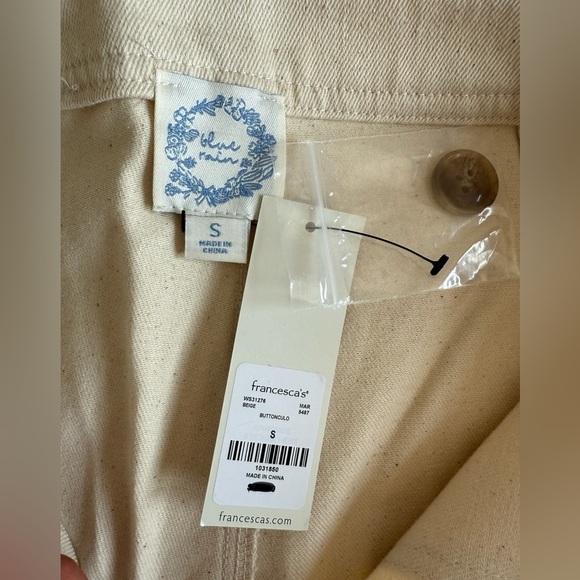 blue
rain
S
MADE IN
CHINA
francesca's®
WS31276 MAR
BEIGE 5487
BUTTONCULO
S
1031850
MADE IN CHINA
francescas.com